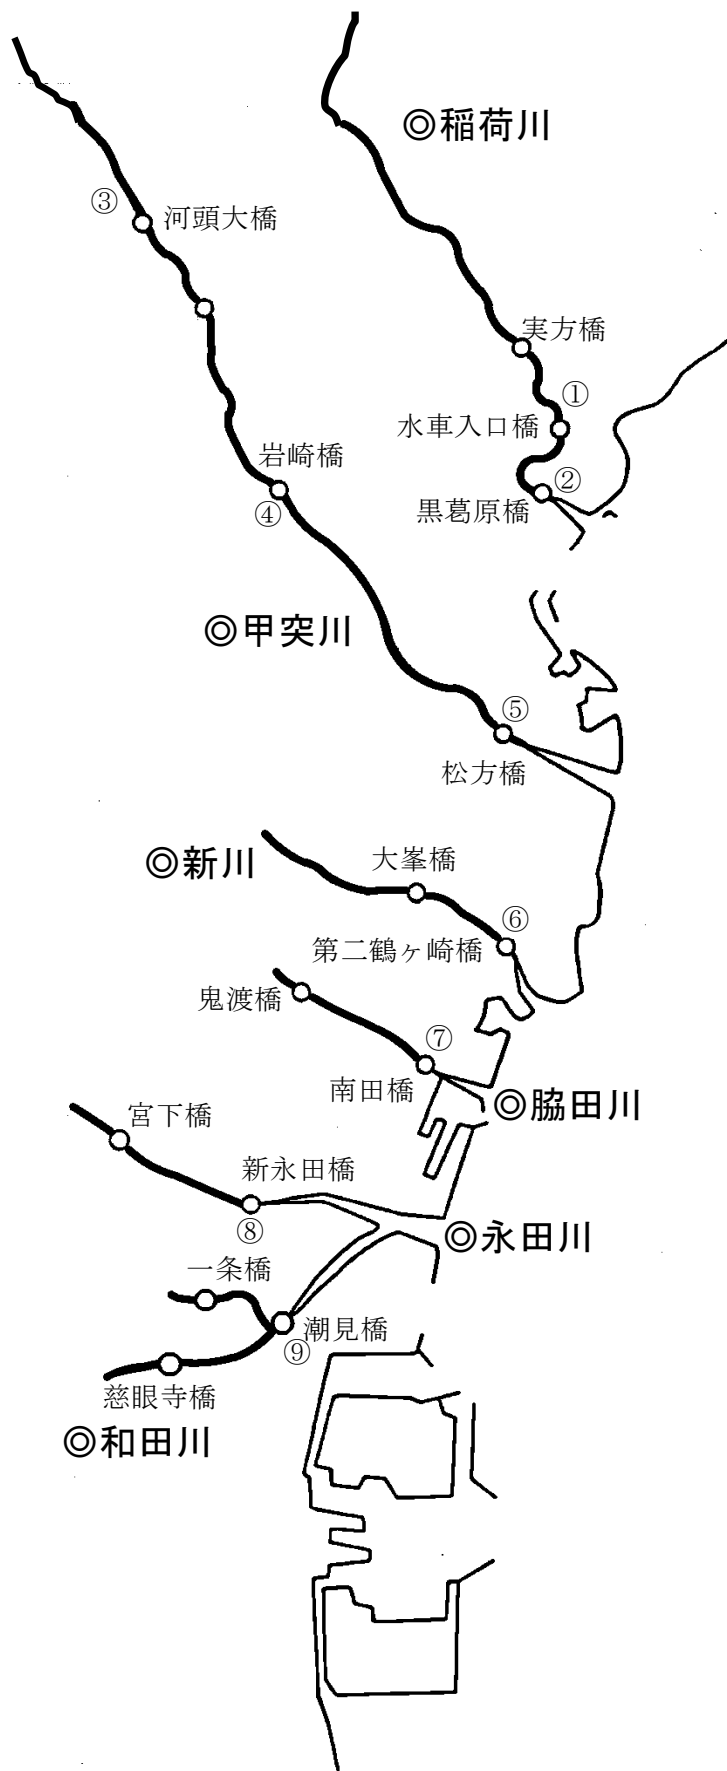 ◎稲荷川
③
河頭大橋
実方橋
①
水車入口橋
岩崎橋
④
②
黒葛原橋
◎甲突川
⑤
松方橋
◎新川
大峯橋
⑥
第二鶴ヶ崎橋
鬼渡橋
⑦
南田橋
◎脇田川
宮下橋
新永田橋
⑧
◎永田川
一条橋
潮見橋
⑨
慈眼寺橋
◎和田川